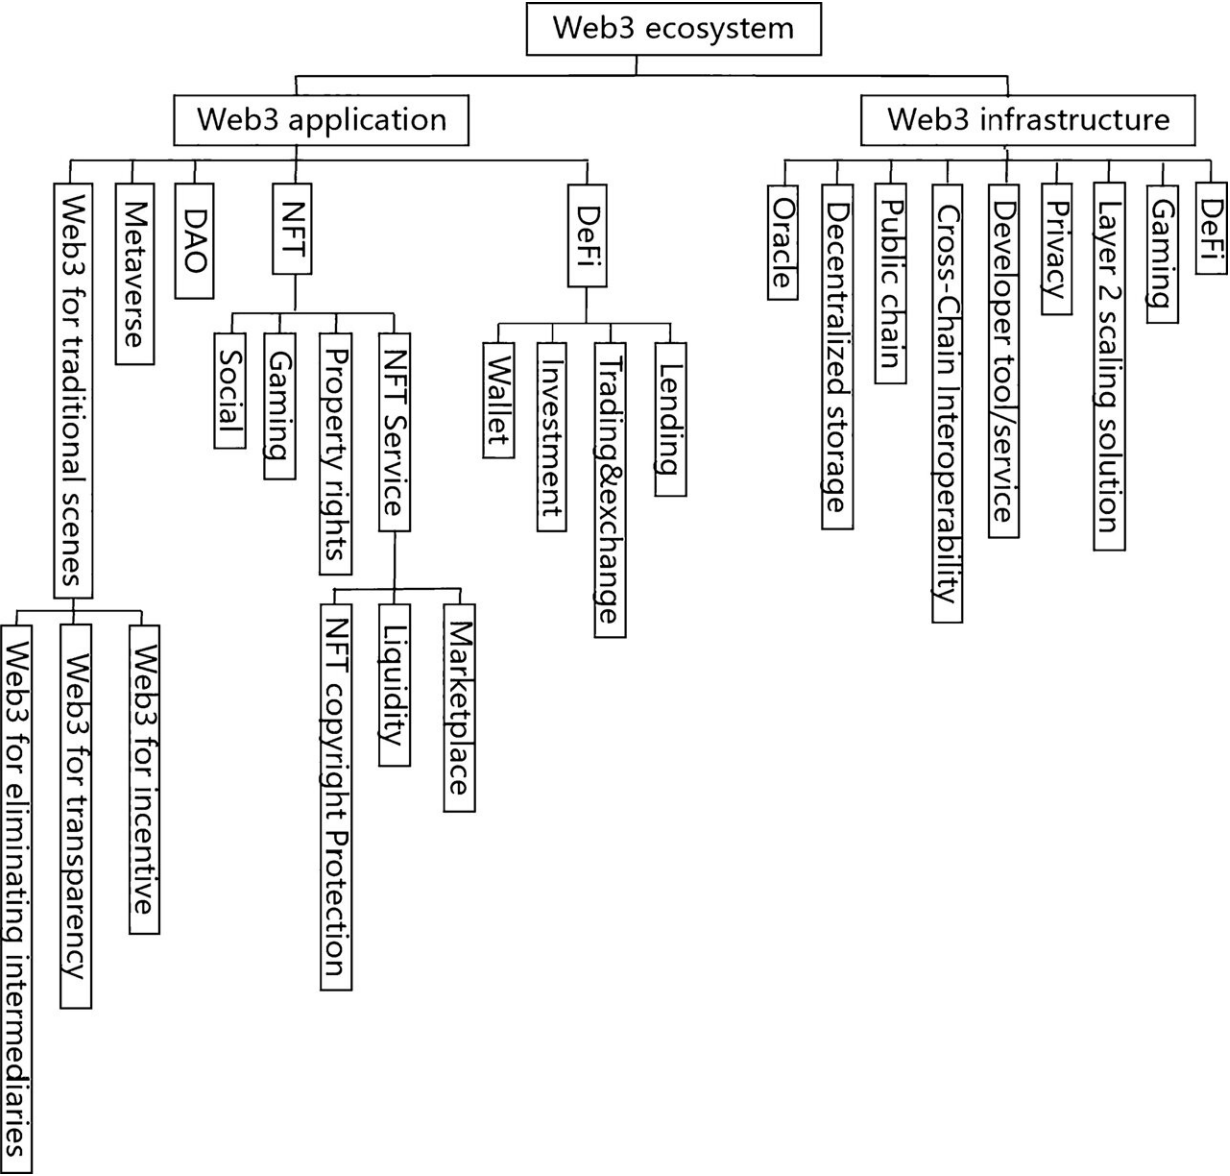 Web3 ecosystem
Web3 application
Web3 infrastructure
Web3 for traditional scenes
Metaverse
DAO
NFT
DeFi
Oracle
Decentralized storage
Public chain
Cross-Chain Interoperability
Developer tool/service
Privacy
Layer 2 scaling solution
Gaming
DeFi
Social
Gaming
Property rights
NFT Service
Wallet
Investment
Trading&exchange
Lending
Web3 for eliminating intermediaries
Web3 for transparency
Web3 for incentive
NFT copyright Protection
Liquidity
Marketplace